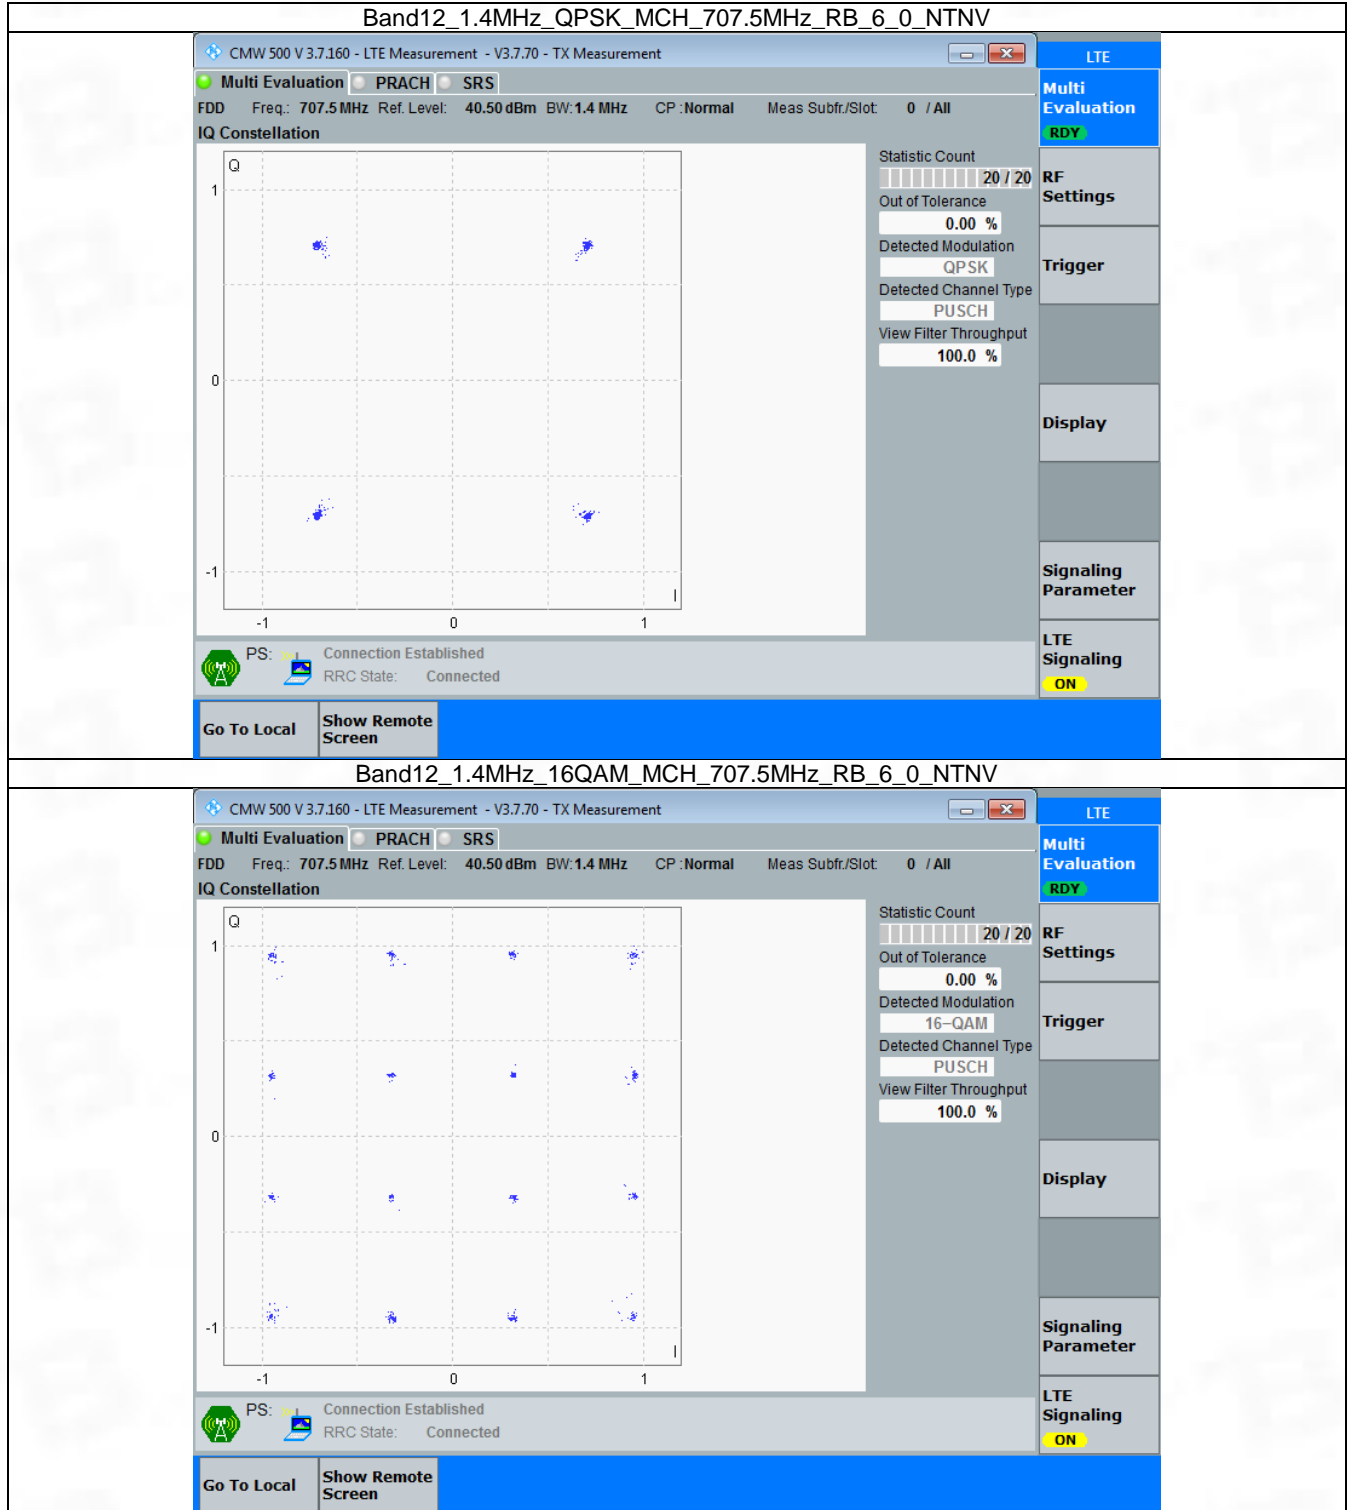 Band12_1.4MHz_QPSK_MCH_707.5MHz_RB_6_0_NTNV
CMW 500 V 3.7.160 - LTE Measurement - V3.7.70 - TX Measurement
LTE
Multi Evaluation PRACH SRS
Multi Evaluation
RDY
FDD Freq.: 707.5 MHz Ref. Level: 40.50 dBm BW: 1.4 MHz CP : Normal Meas Subfr./Slot: 0 / All
IQ Constellation
Q
1
0
-1
I
-1 0 1
Statistic Count
20 / 20
Out of Tolerance
0.00 %
Detected Modulation
QPSK
Detected Channel Type
PUSCH
View Filter Throughput
100.0 %
RF
Settings
Trigger
Display
Signaling
Parameter
LTE
Signaling
ON
PS: Connection Established
RRC State: Connected
Go To Local
Show Remote
Screen
Band12_1.4MHz_16QAM_MCH_707.5MHz_RB_6_0_NTNV
CMW 500 V 3.7.160 - LTE Measurement - V3.7.70 - TX Measurement
LTE
Multi Evaluation PRACH SRS
Multi Evaluation
RDY
FDD Freq.: 707.5 MHz Ref. Level: 40.50 dBm BW: 1.4 MHz CP : Normal Meas Subfr./Slot: 0 / All
IQ Constellation
Q
1
0
-1
I
-1 0 1
Statistic Count
20 / 20
Out of Tolerance
0.00 %
Detected Modulation
16-QAM
Detected Channel Type
PUSCH
View Filter Throughput
100.0 %
RF
Settings
Trigger
Display
Signaling
Parameter
LTE
Signaling
ON
PS: Connection Established
RRC State: Connected
Go To Local
Show Remote
Screen